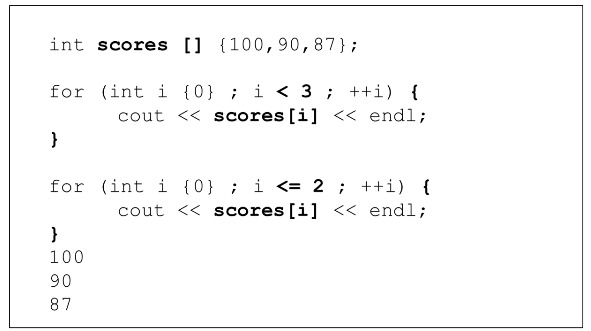 int scores [] {100,90,87};
for (int i {0} ; i < 3 ; ++i) {
cout << scores[i] << endl;
}
for (int i {0} ; i <= 2 ; ++i) {
cout << scores[i] << endl;
}
100
90
87